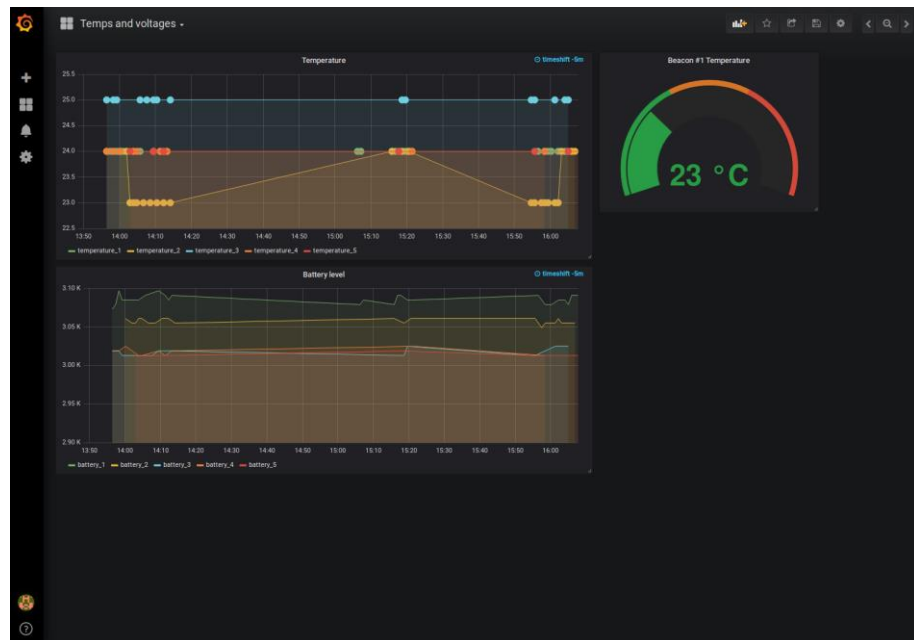 Temps and voltages
Temperature
timeshift -5m
25.5
25.0
24.5
24.0
23.5
23.0
22.5
13:50 14:00 14:10 14:20 14:30 14:40 14:50 15:00 15:10 15:20 15:30 15:40 15:50 16:00
temperature_1 temperature_2 temperature_3 temperature_4 temperature_5
Beacon #1 Temperature
23 °C
Battery level
timeshift -5m
3.10 K
3.05 K
3.00 K
2.95 K
2.90 K
13:50 14:00 14:10 14:20 14:30 14:40 14:50 15:00 15:10 15:20 15:30 15:40 15:50 16:00
battery_1 battery_2 battery_3 battery_4 battery_5